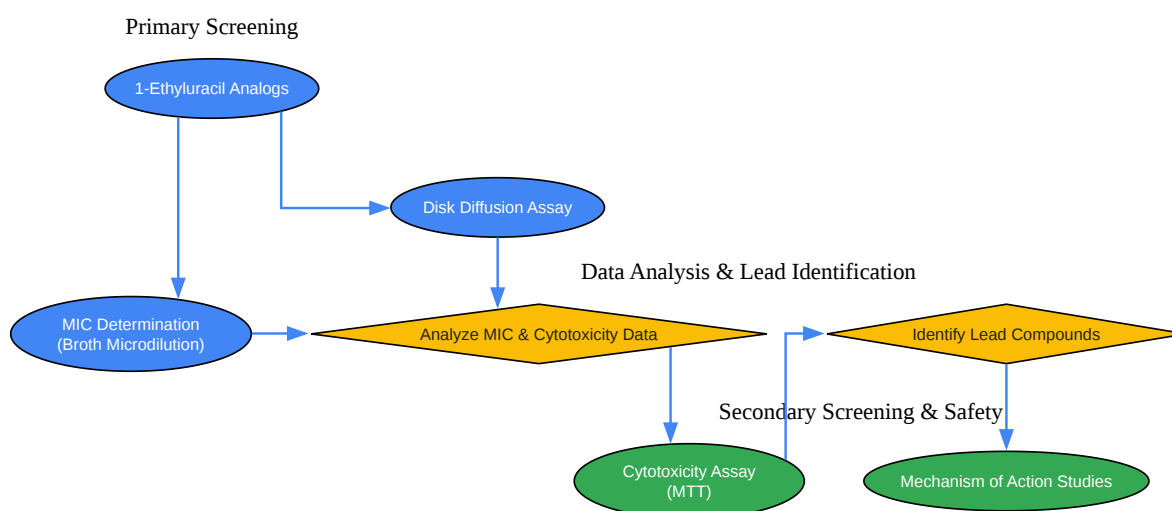 Primary Screening
1-Ethyluracil Analogs
Disk Diffusion Assay
Data Analysis & Lead Identification
MIC Determination
(Broth Microdilution)
Analyze MIC & Cytotoxicity Data
Identify Lead Compounds
Secondary Screening & Safety
Cytotoxicity Assay
(MTT)
Mechanism of Action Studies